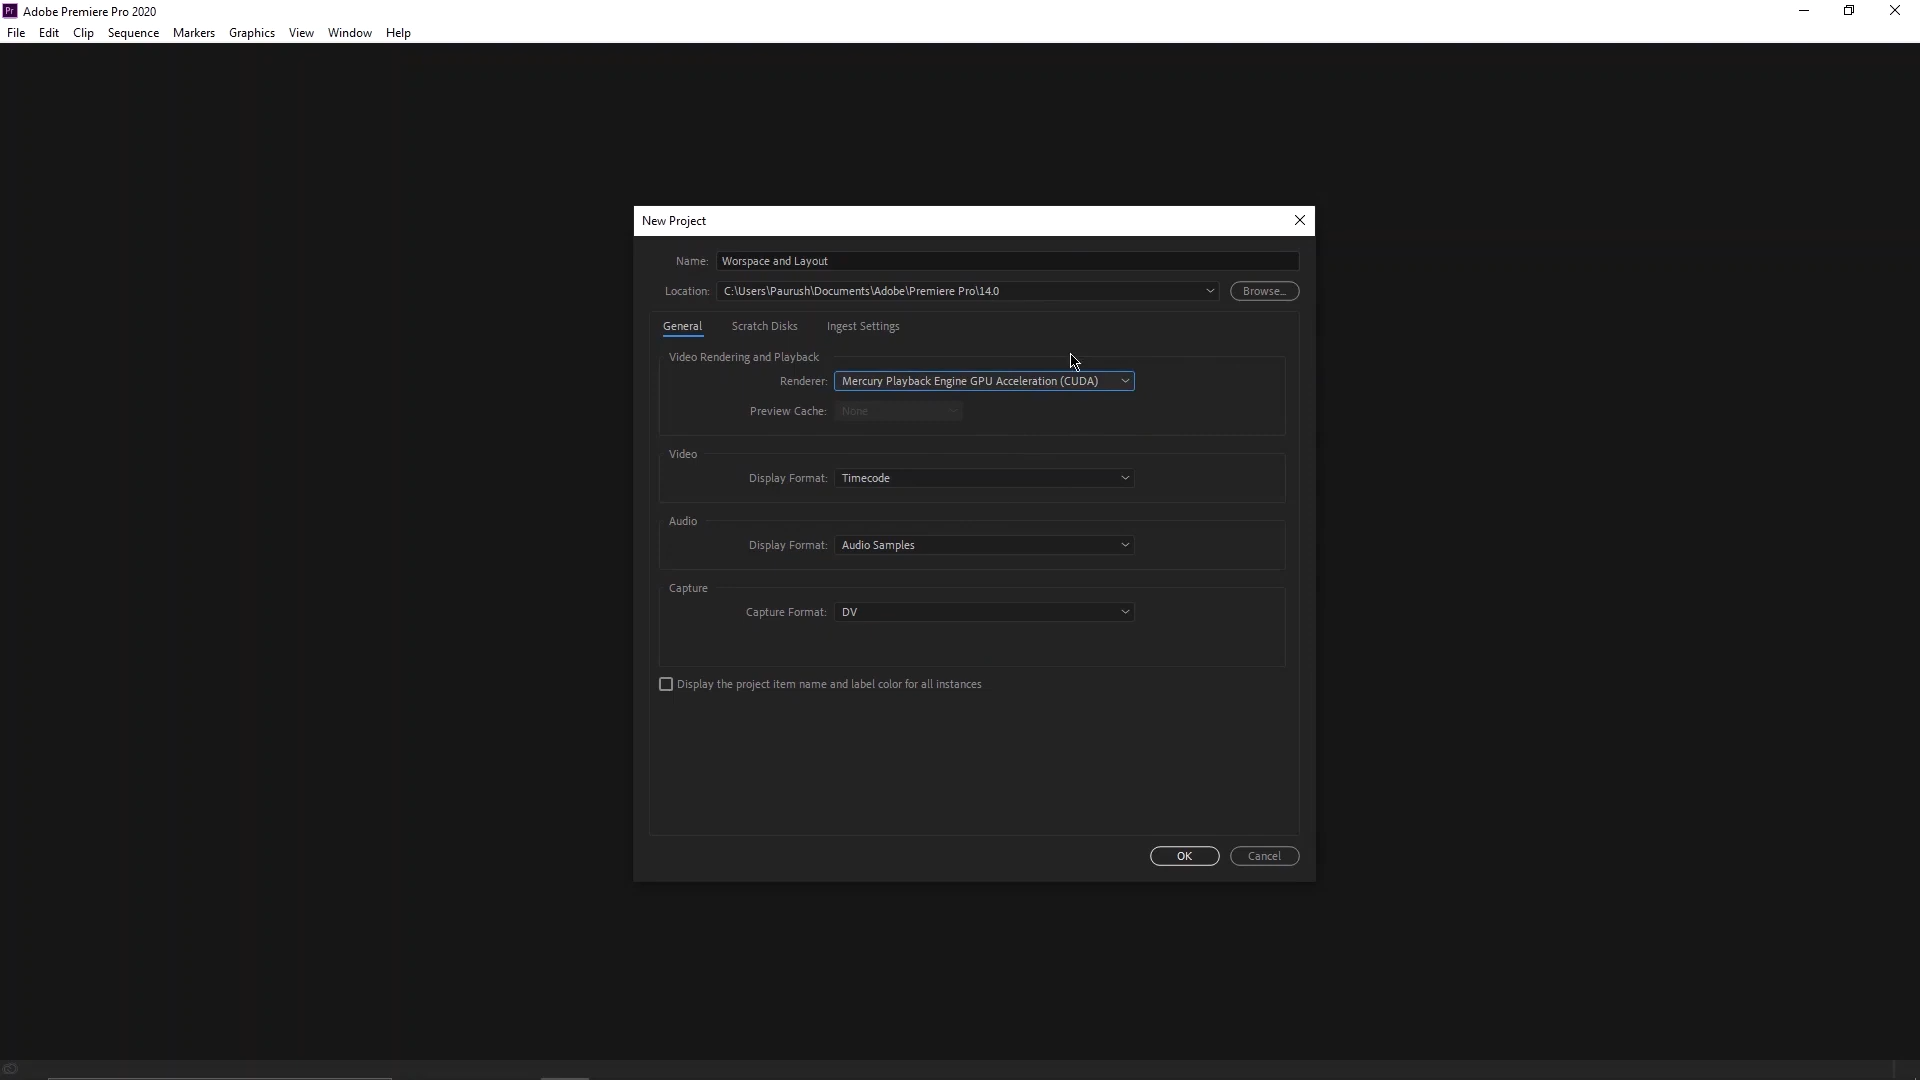 Pr Adobe Premiere Pro 2020
File Edit Clip Sequence Markers Graphics View Window Help
New Project
Name: Worspace and Layout
Location: C:\Users\Paurush\Documents\Adobe\Premiere Pro\14.0 Browse...
General Scratch Disks Ingest Settings
Video Rendering and Playback
Renderer: Mercury Playback Engine GPU Acceleration (CUDA)
Preview Cache: None
Video
Display Format: Timecode
Audio
Display Format: Audio Samples
Capture
Capture Format: DV
Display the project item name and label color for all instances
OK Cancel